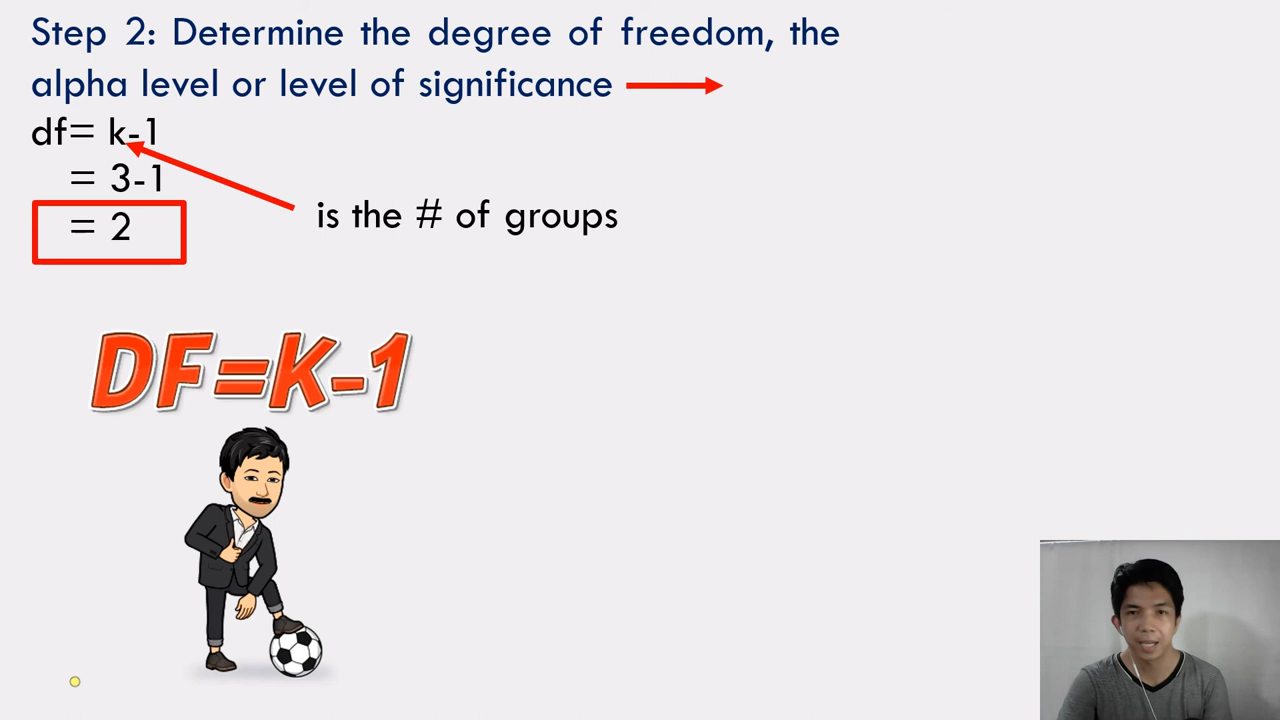 Step 2: Determine the degree of freedom, the
alpha level or level of significance
df= k-1
= 3-1
= 2
is the # of groups
DF=K-1